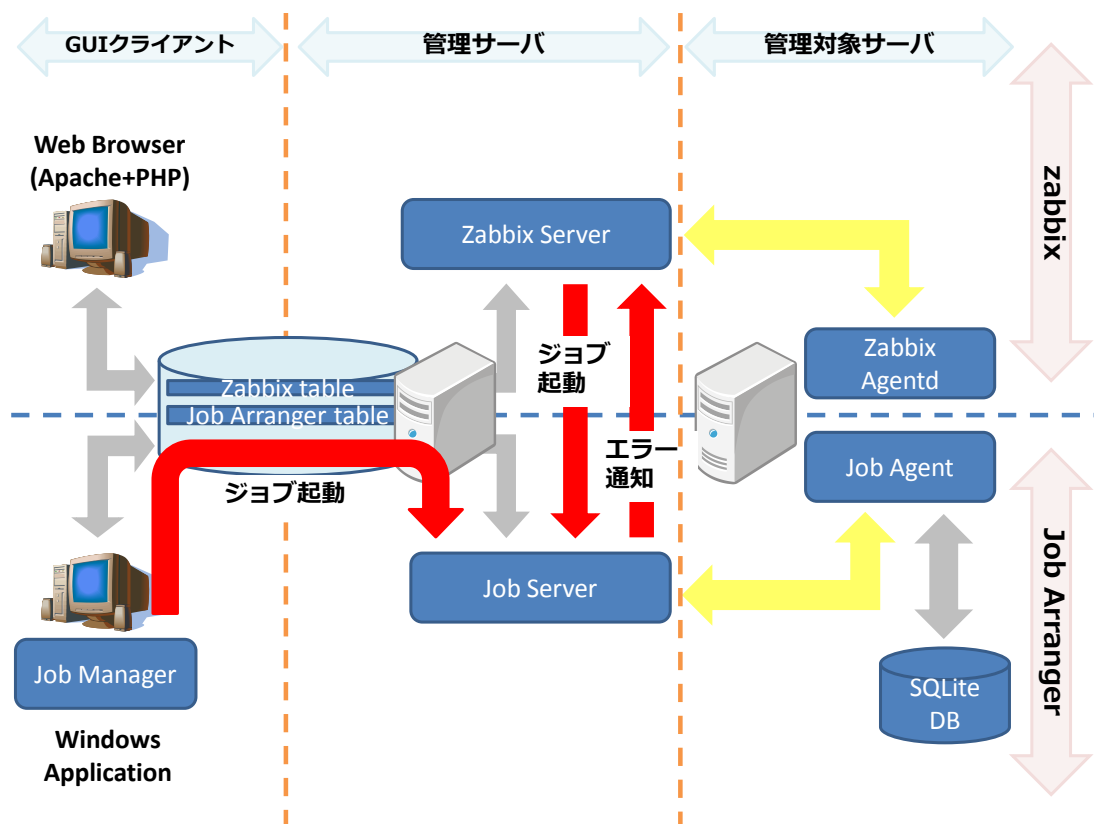 GUIクライアント
管理サーバ
管理対象サーバ
Web Browser
(Apache+PHP)
zabbix
Zabbix Server
ジョブ
起動
Zabbix
Agentd
Zabbix table
Job Arranger table
エラー
通知
Job Agent
ジョブ起動
Job Server
Job Arranger
Job Manager
SQLite
DB
Windows
Application